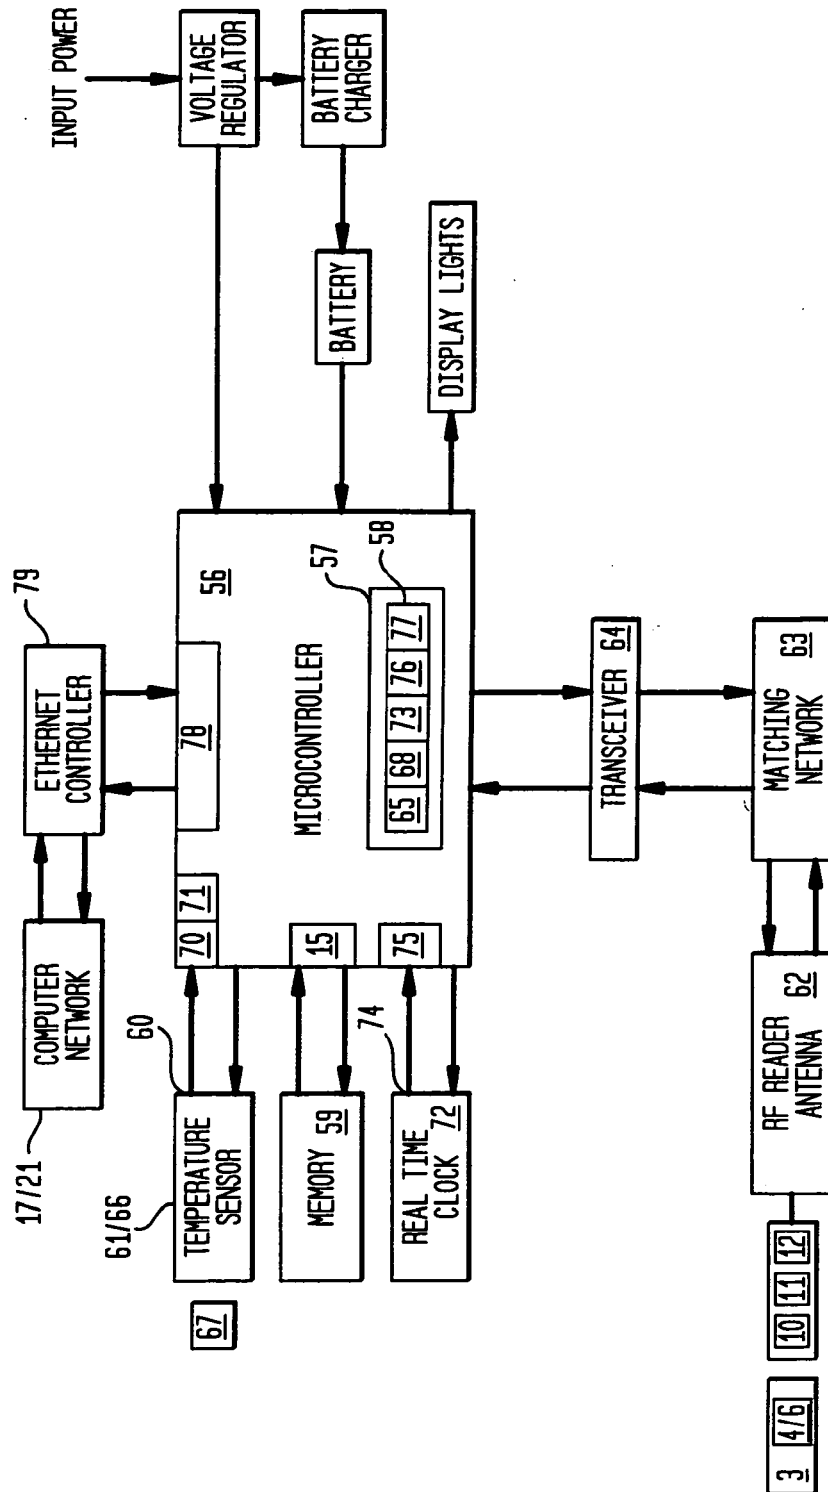 17/21
COMPUTER
NETWORK
ETHERNET
CONTROLLER
79
INPUT POWER
VOLTAGE
REGULATOR
BATTERY
CHARGER
BATTERY
DISPLAY LIGHTS
67
61/66
TEMPERATURE
SENSOR
60
70
71
78
56
MEMORY
59
15
MICROCONTROLLER
57
58
REAL TIME
CLOCK
72
74
75
65
68
73
76
77
TRANSCEIVER
64
3
4/6
10
11
12
RF READER
ANTENNA
62
MATCHING
NETWORK
63